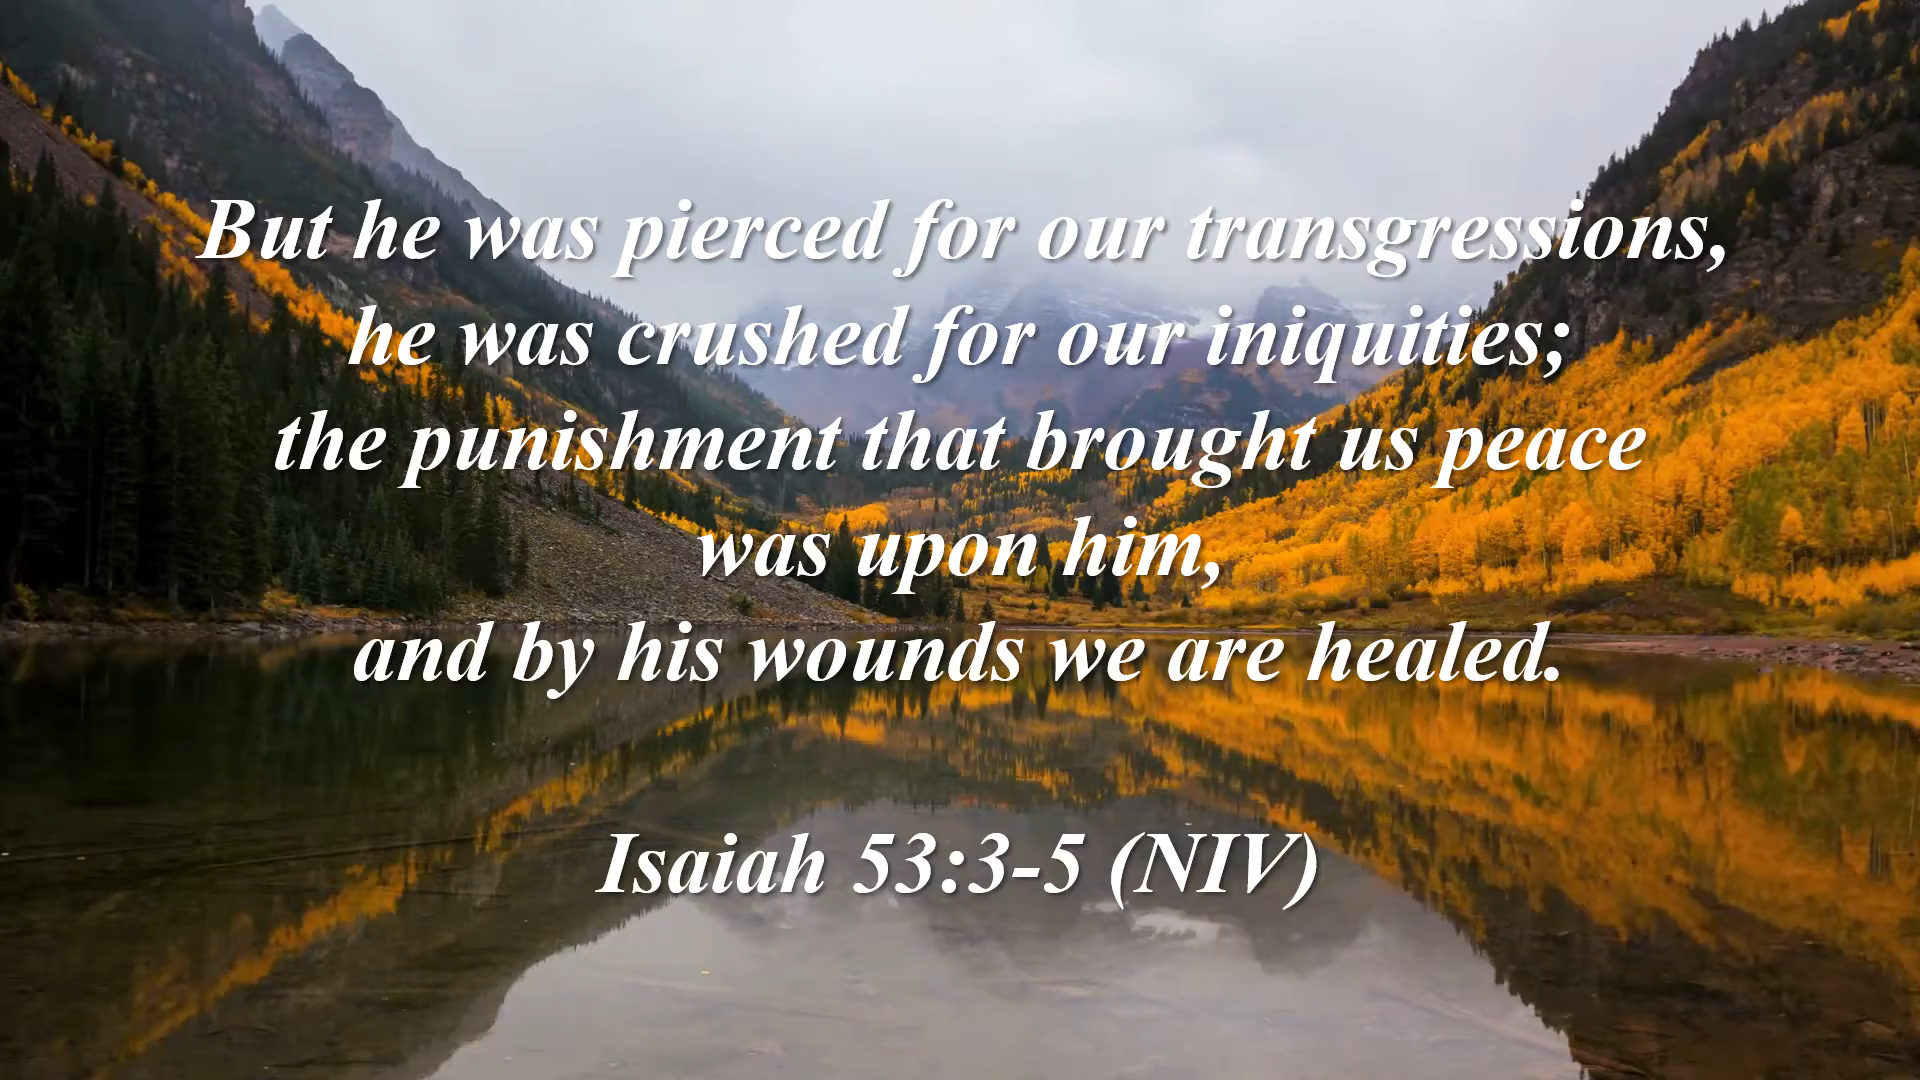 But he was pierced for our transgressions,
he was crushed for our iniquities;
the punishment that brought us peace
was upon him,
and by his wounds we are healed.
Isaiah 53:3-5 (NIV)